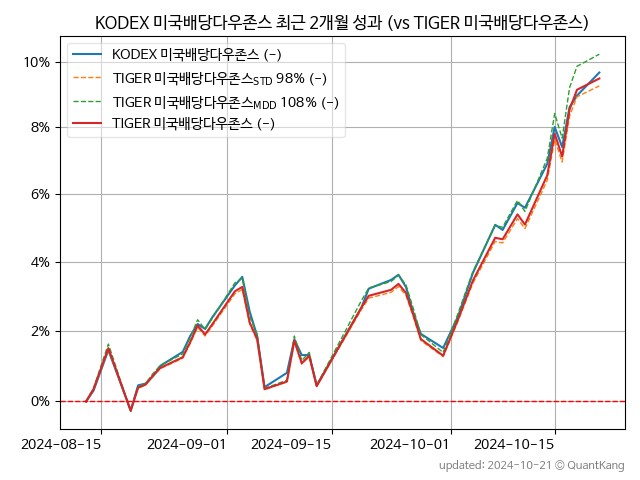 KODEX 미국배당다우존스 최근 2개월 성과 (vs TIGER 미국배당다우존스)
KODEX 미국배당다우존스 (-)
TIGER 미국배당다우존스STD 98% (-)
TIGER 미국배당다우존스MDD 108% (-)
TIGER 미국배당다우존스 (-)
10%
8%
6%
4%
2%
0%
2024-08-15 2024-09-01 2024-09-15 2024-10-01 2024-10-15
updated: 2024-10-21 © QuantKang